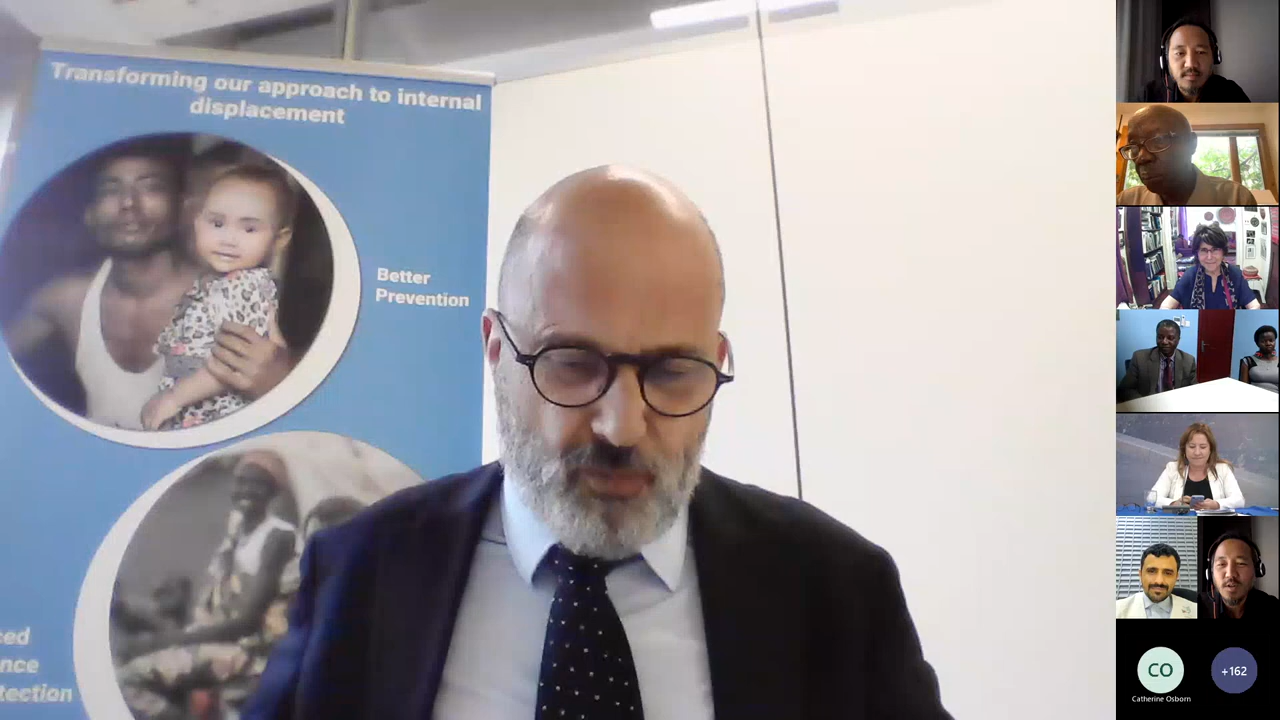 Transforming our approach to internal
displacement
Better
Prevention
ced
nce
tection
CO
+162
Catherine Osborn